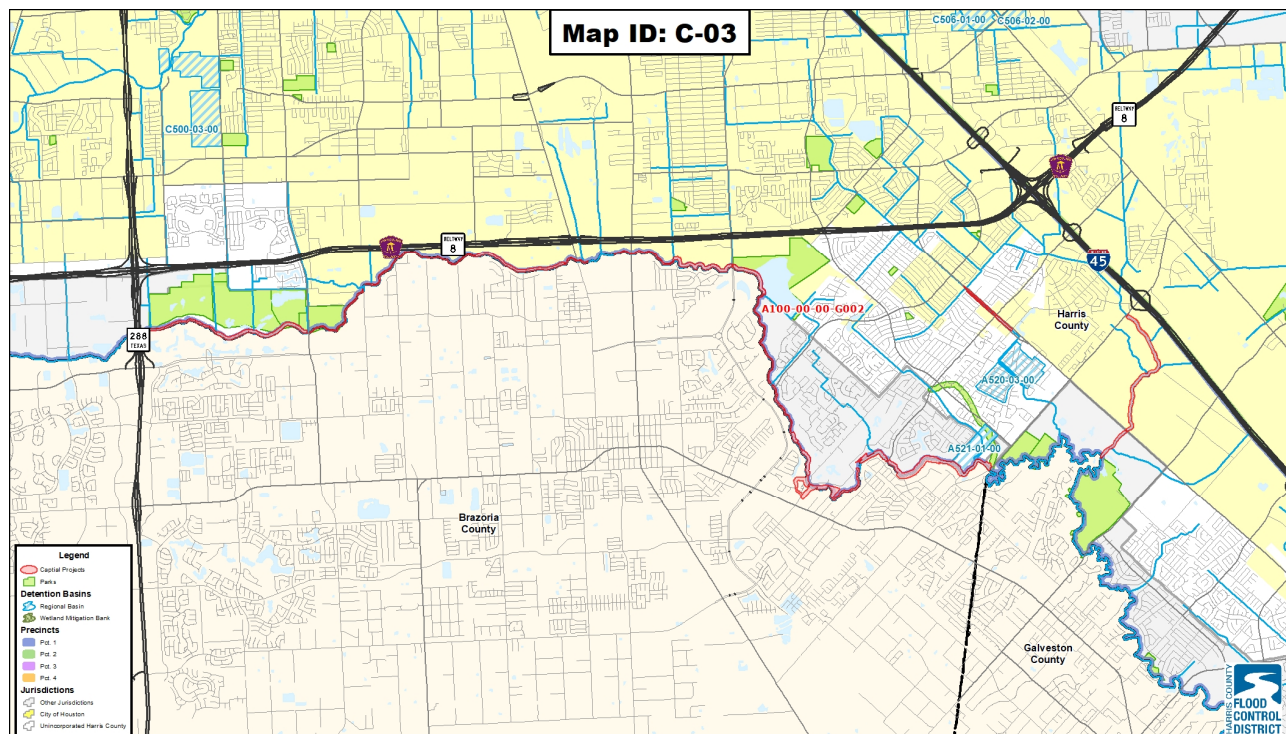 Map ID: C-03
C506-01-00
C506-02-00
C500-03-00
BELTWY
8
BELTWY
8
45
288
TEXAS
A100-00-00-G002
Harris
County
A520-03-00
A521-01-00
Brazoria
County
Galveston
County
Legend
Captial Projects
Parks
Detention Basins
Regional Basin
Wetland Mitigation Bank
Precincts
Pct. 1
Pct. 2
Pct. 3
Pct. 4
Jurisdictions
Other Jurisdictions
City of Houston
Unincorporated Harris County
HARRIS COUNTY
FLOOD
CONTROL
DISTRICT